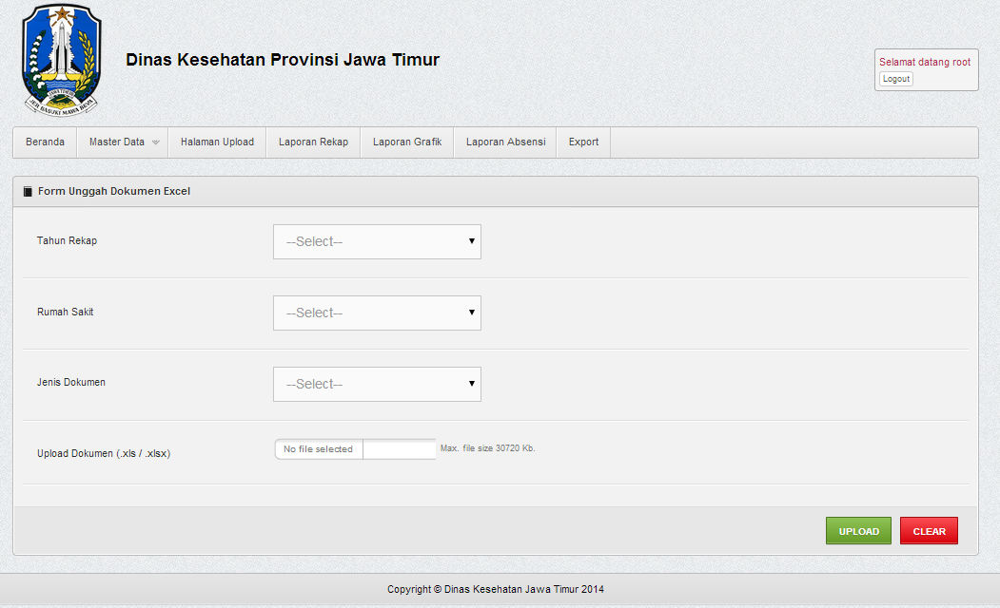 JAWA TIMUR
JER BASUKI MAWA BEYA
Dinas Kesehatan Provinsi Jawa Timur
Selamat datang root
Logout
Beranda
Master Data
Halaman Upload
Laporan Rekap
Laporan Grafik
Laporan Absensi
Export
Form Unggah Dokumen Excel
Tahun Rekap
--Select--
Rumah Sakit
--Select--
Jenis Dokumen
--Select--
Upload Dokumen (.xls / .xlsx)
No file selected
Max. file size 30720 Kb.
UPLOAD
CLEAR
Copyright © Dinas Kesehatan Jawa Timur 2014